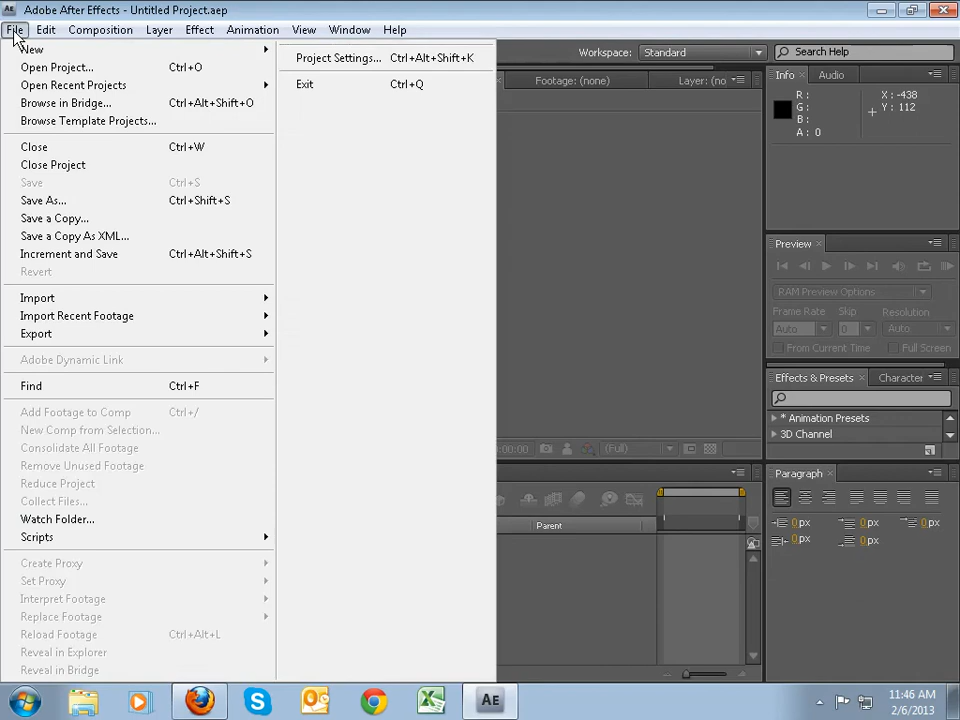 Adobe After Effects - Untitled Project.aep
File Edit Composition Layer Effect Animation View Window Help
New
Open Project... Ctrl+O
Open Recent Projects
Browse in Bridge... Ctrl+Alt+Shift+O
Browse Template Projects...
Close Ctrl+W
Close Project
Save Ctrl+S
Save As... Ctrl+Shift+S
Save a Copy...
Save a Copy As XML...
Increment and Save Ctrl+Alt+Shift+S
Revert
Import
Import Recent Footage
Export
Adobe Dynamic Link
Find Ctrl+F
Add Footage to Comp Ctrl+/
New Comp from Selection...
Consolidate All Footage
Remove Unused Footage
Reduce Project
Collect Files...
Watch Folder...
Scripts
Create Proxy
Set Proxy
Interpret Footage
Replace Footage
Reload Footage Ctrl+Alt+L
Reveal in Explorer
Reveal in Bridge
Project Settings... Ctrl+Alt+Shift+K
Exit Ctrl+Q
Workspace: Standard
Search Help
Footage: (none) Layer: (no
Info Audio
R : X : -438
G : Y : 112
B :
A : 0
Preview
RAM Preview Options
Frame Rate Skip Resolution
Auto 0 Auto
From Current Time Full Screen
Effects & Presets Character
* Animation Presets
3D Channel
:00:00 (Full)
Parent
Paragraph
0 px 0 px 0 px
0 px 0 px
Ae
11:46 AM
2/6/2013